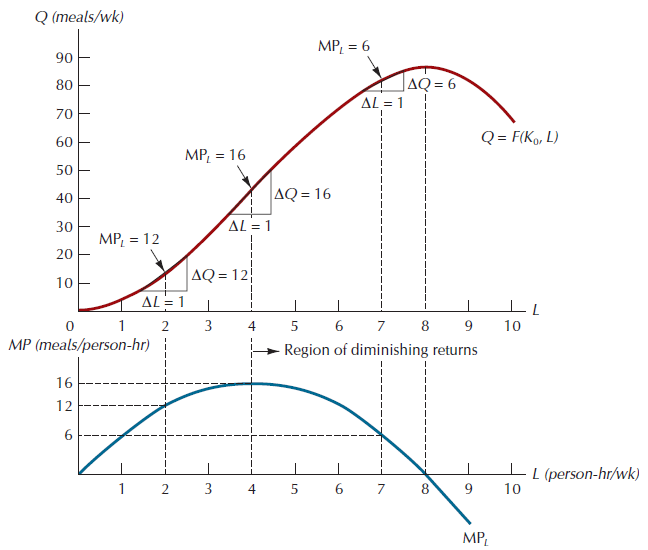 Q (meals/wk)
90
80
70
60
50
40
30
20
10
MP_L = 6
ΔQ = 6
ΔL = 1
Q = F(K₀, L)
MP_L = 16
ΔQ = 16
ΔL = 1
MP_L = 12
ΔQ = 12
ΔL = 1
L
0 1 2 3 4 5 6 7 8 9 10
MP (meals/person-hr)
Region of diminishing returns
16
12
6
L (person-hr/wk)
1 2 3 4 5 6 7 8 9 10
MP_L